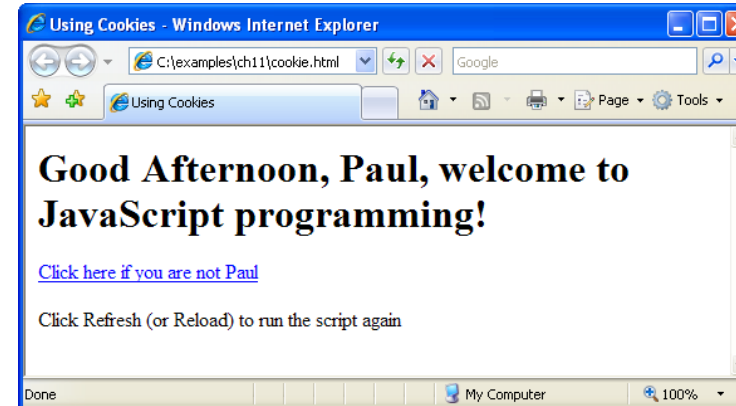 Using Cookies - Windows Internet Explorer
C:\examples\ch11\cookie.html Google
Using Cookies Page Tools
Good Afternoon, Paul, welcome to
JavaScript programming!
Click here if you are not Paul
Click Refresh (or Reload) to run the script again
Done My Computer 100%